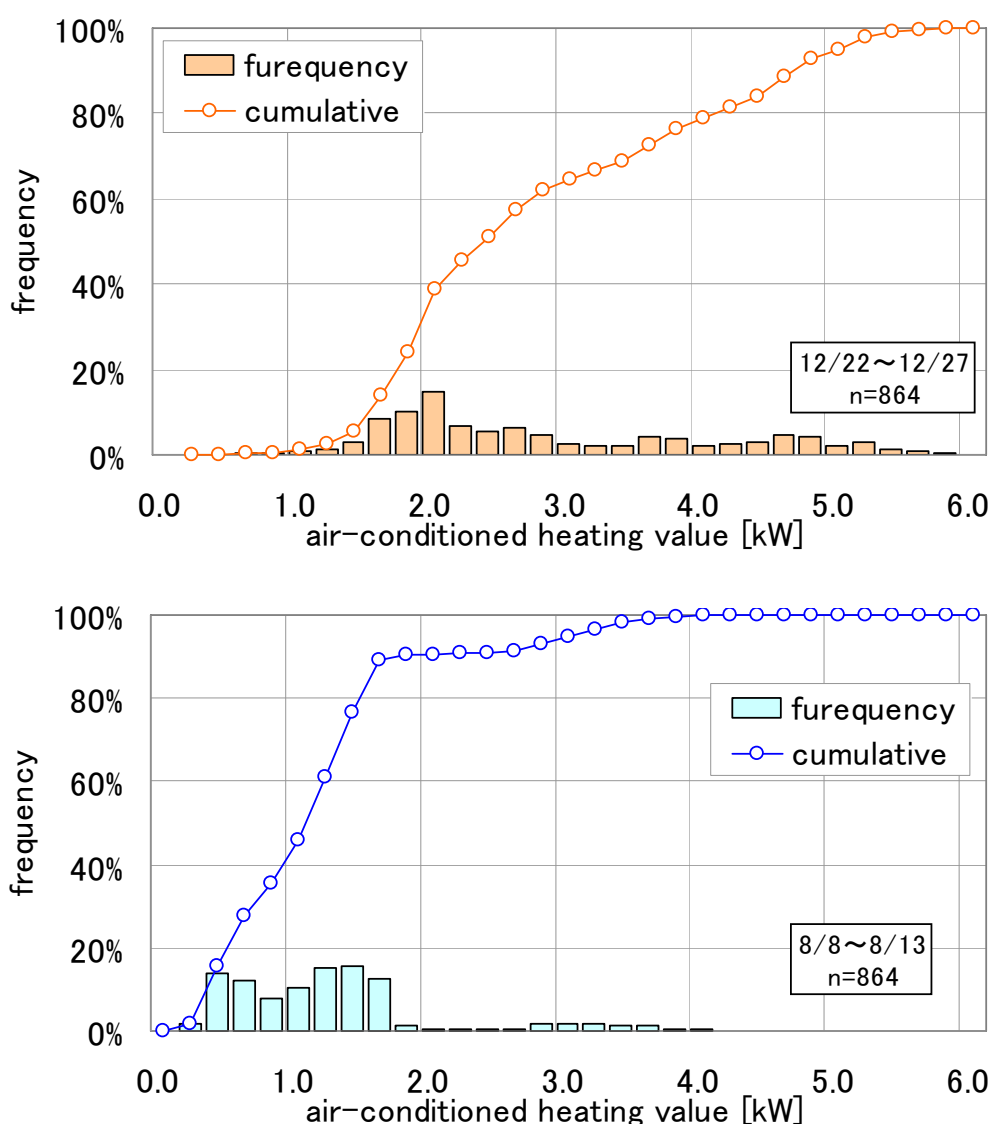 100%
80%
60%
40%
20%
0%
frequency
furequency
cumulative
12/22～12/27
n=864
0.0 1.0 2.0 3.0 4.0 5.0 6.0
air-conditioned heating value [kW]
100%
80%
60%
40%
20%
0%
frequency
furequency
cumulative
8/8～8/13
n=864
0.0 1.0 2.0 3.0 4.0 5.0 6.0
air-conditioned heating value [kW]